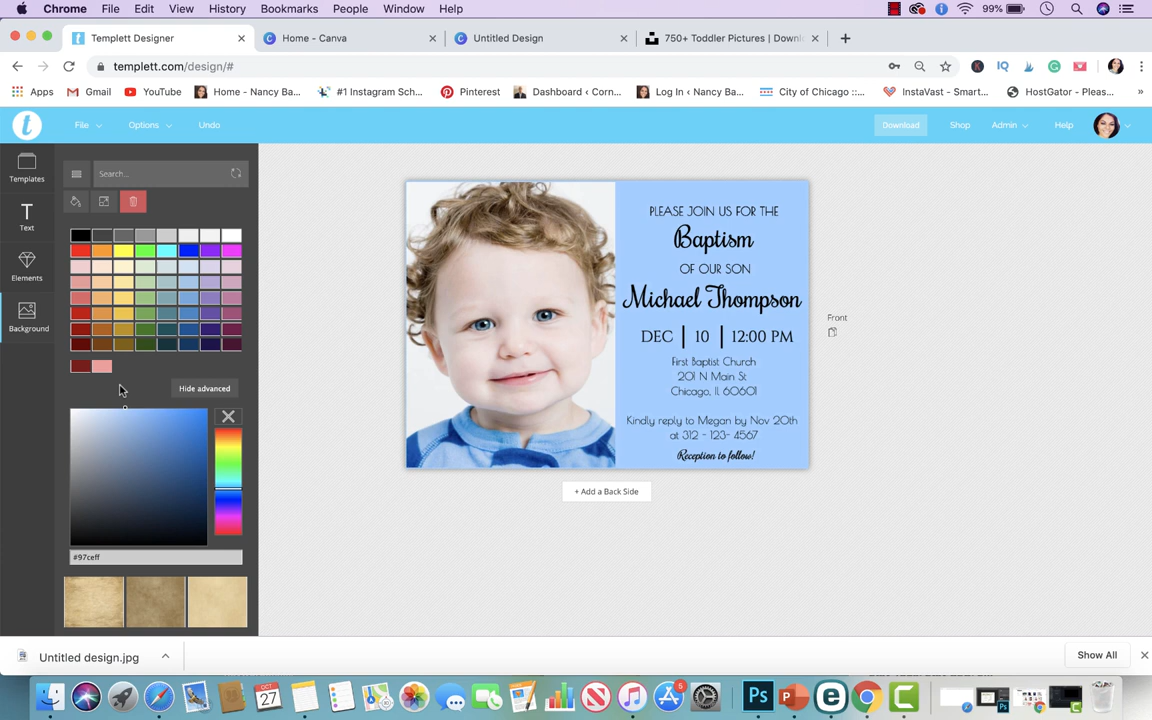 Chrome File Edit View History Bookmarks People Window Help 99%
Templett Designer Home - Canva Untitled Design 750+ Toddler Pictures | Downl
templett.com/design/#
Apps Gmail YouTube Home - Nancy Ba... #1 Instagram Sch... Pinterest Dashboard ‹ Corn... Log In ‹ Nancy Ba... City of Chicago ::... InstaVast - Smart... HostGator - Pleas... »
t File Options Undo Download Shop Admin Help
Templates
Text
Elements
Background
Search...
Hide advanced
#97ceff
PLEASE JOIN US FOR THE
Baptism
OF OUR SON
Michael Thompson
DEC | 10 | 12:00 PM
First Baptist Church
201 N Main St
Chicago, IL 60601
Kindly reply to Megan by Nov 20th
at 312 - 123- 4567
Reception to follow!
Front
+ Add a Back Side
Untitled design.jpg Show All
OCT
27
6
Ps